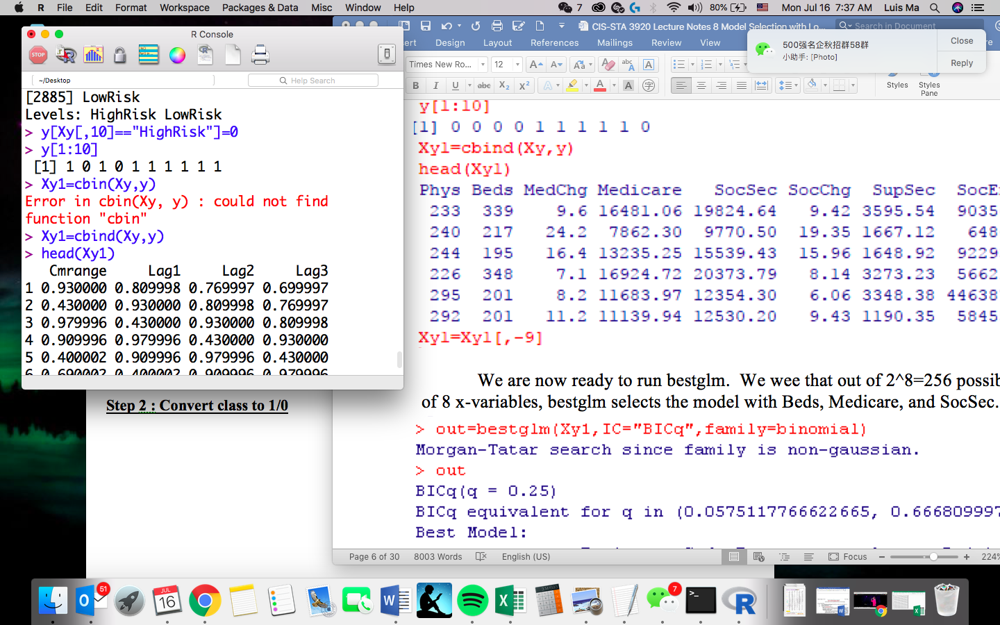 R File Edit Format Workspace Packages & Data Misc Window Help 7 80% Mon Jul 16 7:37 AM Luis Ma
R Console
STOP
~/Desktop
Help Search
[2885] LowRisk
Levels: HighRisk LowRisk
> y[Xy[,10]=="HighRisk"]=0
> y[1:10]
[1] 1 0 1 0 1 1 1 1 1 1
> Xy1=cbin(Xy,y)
Error in cbin(Xy, y) : could not find
function "cbin"
> Xy1=cbind(Xy,y)
> head(Xy1)
Cmrange Lag1 Lag2 Lag3
1 0.930000 0.809998 0.769997 0.699997
2 0.430000 0.930000 0.809998 0.769997
3 0.979996 0.430000 0.930000 0.809998
4 0.909996 0.979996 0.430000 0.930000
5 0.400002 0.909996 0.979996 0.430000
6 0.690002 0.400002 0.909996 0.979996
Step 2 : Convert class to 1/0
CIS-STA 3920 Lecture Notes 8 Model Selection with Lo...
Search in Document
Design Layout References Mailings Review View
500强名企秋招群58群
小助手: [Photo]
Close
Reply
Times New Ro... 12
B I U abc X2 X2
Styles
Styles Pane
y[1:10]
[1] 0 0 0 0 1 1 1 1 1 0
Xy1=cbind(Xy,y)
head(Xy1)
Phys Beds MedChg Medicare SocSec SocChg SupSec SocE
233 339 9.6 16481.06 19824.64 9.42 3595.54 9035
240 217 24.2 7862.30 9770.50 19.35 1667.12 648
244 195 16.4 13235.25 15539.43 15.96 1648.92 9229
226 348 7.1 16924.72 20373.79 8.14 3273.23 5662
295 201 8.2 11683.97 12354.30 6.06 3348.38 44638
292 201 11.2 11139.94 12530.20 9.43 1190.35 5845
Xy1=Xy1[,-9]
We are now ready to run bestglm. We wee that out of 2^8=256 possib
of 8 x-variables, bestglm selects the model with Beds, Medicare, and SocSec.
> out=bestglm(Xy1,IC="BICq",family=binomial)
Morgan-Tatar search since family is non-gaussian.
> out
BICq(q = 0.25)
BICq equivalent for q in (0.0575117766622665, 0.666809997
Best Model:
Page 6 of 30 8003 Words English (US) Focus 224%
51
JUL
16
7